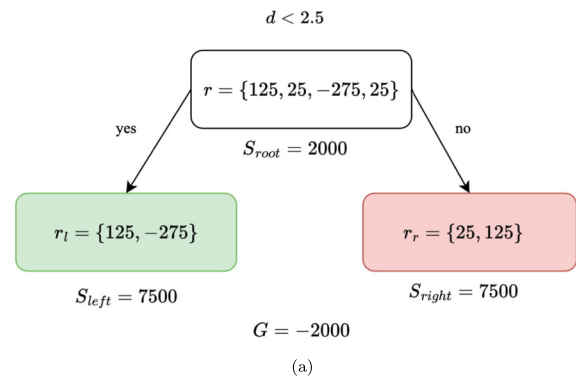 d < 2.5
r = {125, 25, −275, 25}
yes
no
S_root = 2000
r_l = {125, −275}
r_r = {25, 125}
S_left = 7500
S_right = 7500
G = −2000
(a)